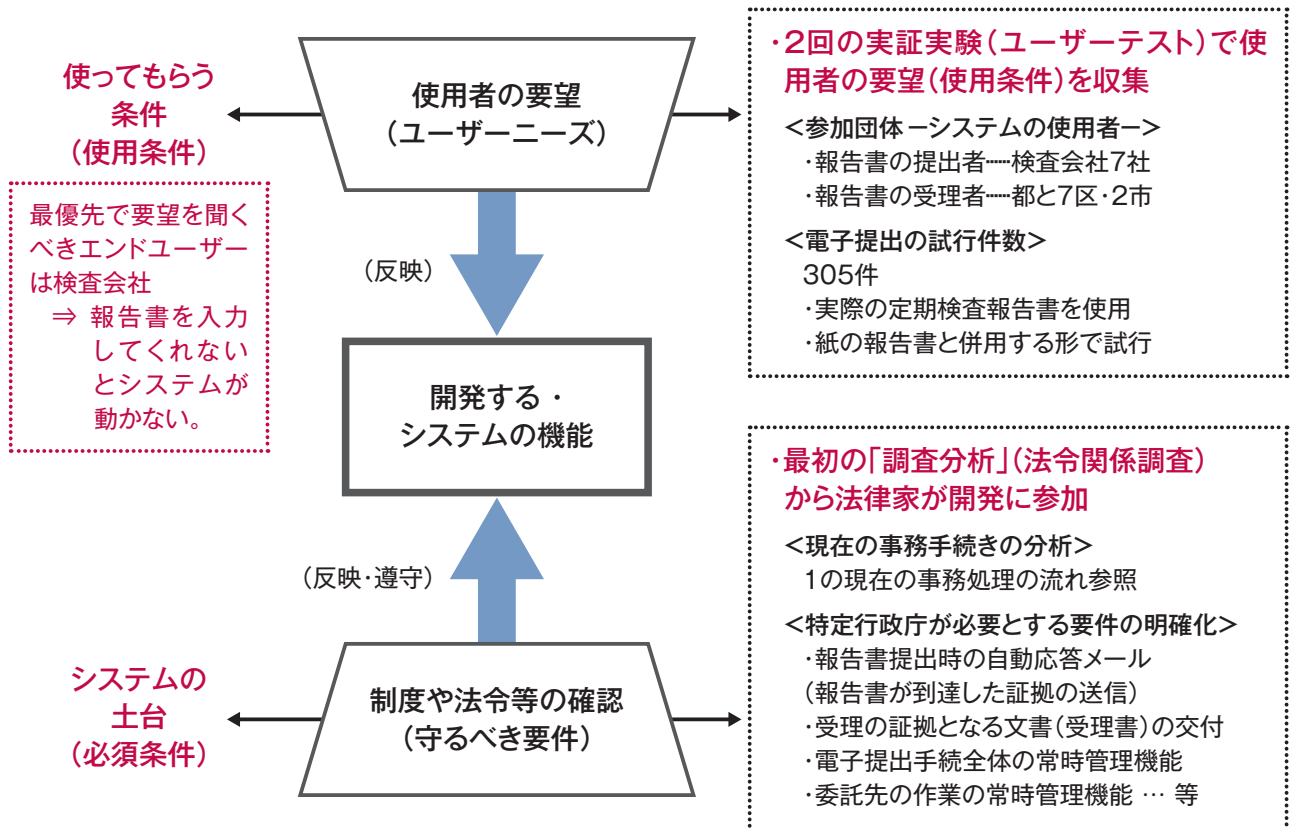 使ってもらう
条件
（使用条件）
最優先で要望を聞く
べきエンドユーザー
は検査会社
⇒ 報告書を入力
してくれない
とシステムが
動かない。
使用者の要望
（ユーザーニーズ）
（反映）
開発する・
システムの機能
（反映・遵守）
制度や法令等の確認
（守るべき要件）
システムの
土台
（必須条件）
・2回の実証実験（ユーザーテスト）で使
用者の要望（使用条件）を収集
＜参加団体 ーシステムの使用者ー＞
・報告書の提出者┈┈検査会社7社
・報告書の受理者┈┈都と7区・2市
＜電子提出の試行件数＞
305件
・実際の定期検査報告書を使用
・紙の報告書と併用する形で試行
・最初の「調査分析」（法令関係調査）
から法律家が開発に参加
＜現在の事務手続きの分析＞
1の現在の事務処理の流れ参照
＜特定行政庁が必要とする要件の明確化＞
・報告書提出時の自動応答メール
（報告書が到達した証拠の送信）
・受理の証拠となる文書（受理書）の交付
・電子提出手続全体の常時管理機能
・委託先の作業の常時管理機能 … 等